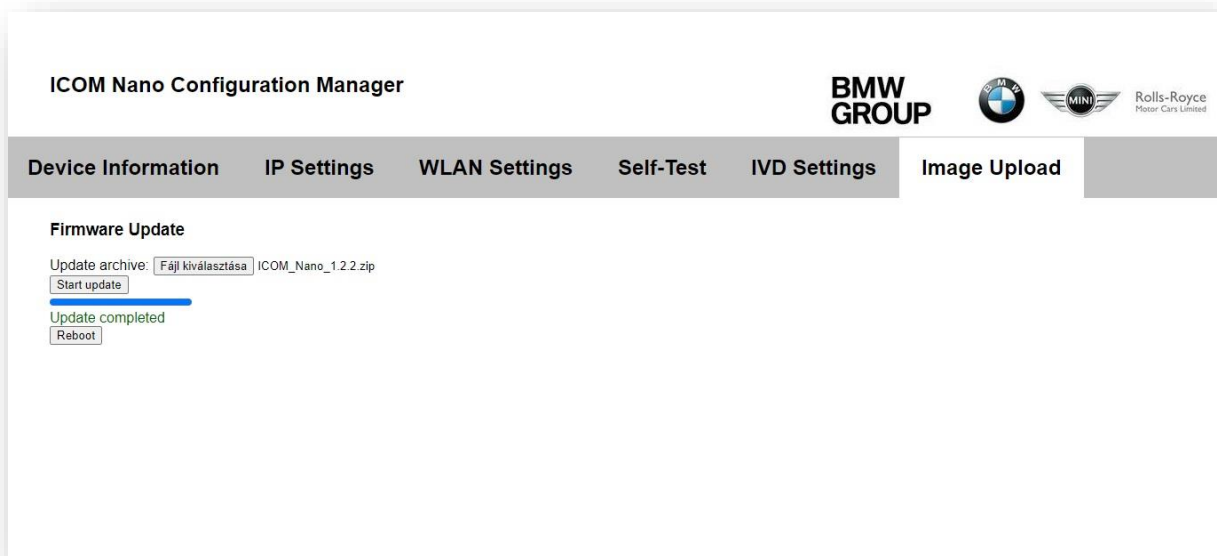 ICOM Nano Configuration Manager
BMW
GROUP
BMW
MINI
Rolls-Royce
Motor Cars Limited
Device Information IP Settings WLAN Settings Self-Test IVD Settings Image Upload
Firmware Update
Update archive: Fájl kiválasztása ICOM_Nano_1.2.2.zip
Start update
Update completed
Reboot